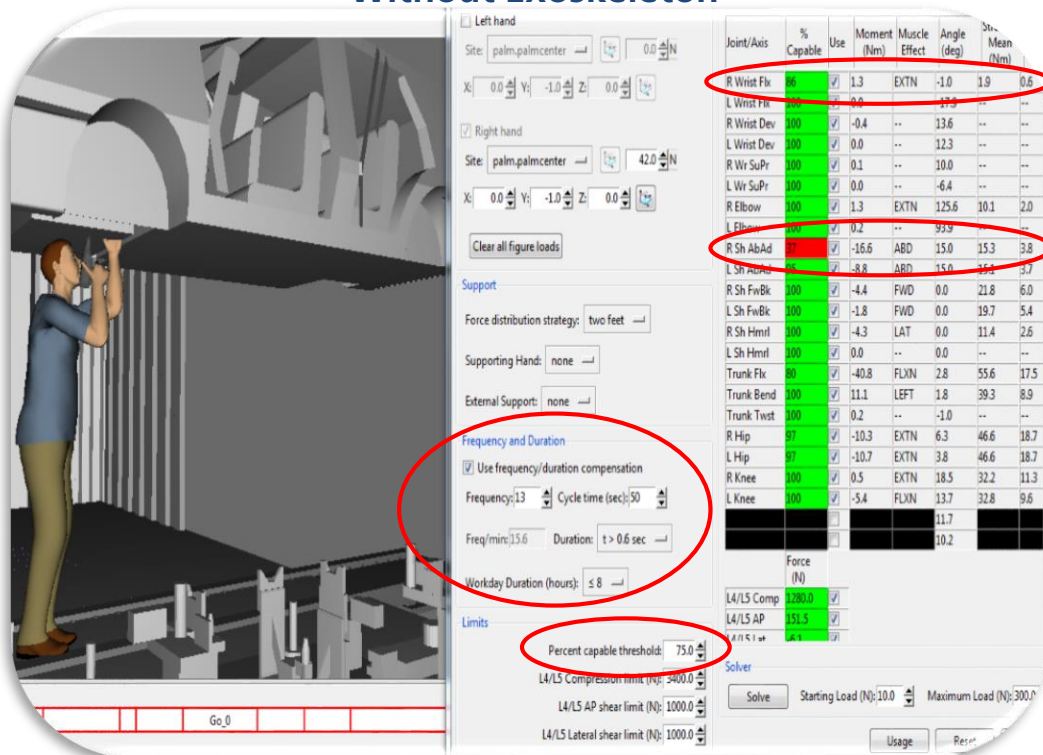 Without Exoskeleton
Left hand
Site: palm.palmcenter 0.0 N
X: 0.0 Y: -1.0 Z: 0.0
Right hand
Site: palm.palmcenter 42.0 N
X: 0.0 Y: -1.0 Z: 0.0
Clear all figure loads
Support
Force distribution strategy: two feet
Supporting Hand: none
External Support: none
Frequency and Duration
Use frequency/duration compensation
Frequency: 13 Cycle time (sec): 50
Freq/min: 15.6 Duration: t > 0.6 sec
Workday Duration (hours): ≤ 8
Limits
Percent capable threshold: 75.0
L4/L5 Compression limit (N): 3400.0
L4/L5 AP shear limit (N): 1000.0
L4/L5 Lateral shear limit (N): 1000.0
Joint/Axis % Capable Use Moment (Nm) Muscle Effect Angle (deg) Mean (Nm)
R Wrist Flx 86 1.3 EXTN -1.0 1.9 0.6
L Wrist Flx 100 0.0 -- -17.9 -- --
R Wrist Dev 100 -0.4 -- 13.6 -- --
L Wrist Dev 100 0.0 -- 12.3 -- --
R Wr SuPr 100 0.1 -- 10.0 -- --
L Wr SuPr 100 0.0 -- -6.4 -- --
R Elbow 100 1.3 EXTN 125.6 10.1 2.0
L Elbow 100 0.2 -- 93.9 -- --
R Sh AbAd 37 -16.6 ABD 15.0 15.3 3.8
L Sh AbAd -8.8 ABD 15.0 15.1 3.7
R Sh FwBk 100 -4.4 FWD 0.0 21.8 6.0
L Sh FwBk 100 -1.8 FWD 0.0 19.7 5.4
R Sh Hmrl 100 -4.3 LAT 0.0 11.4 2.6
L Sh Hmrl 100 0.0 -- 0.0 -- --
Trunk Flx 80 -40.8 FLXN 2.8 55.6 17.5
Trunk Bend 100 11.1 LEFT 1.8 39.3 8.9
Trunk Twst 100 0.2 -- -1.0 -- --
R Hip 97 -10.3 EXTN 6.3 46.6 18.7
L Hip 97 -10.7 EXTN 3.8 46.6 18.7
R Knee 100 0.5 EXTN 18.5 32.2 11.3
L Knee 100 -5.4 FLXN 13.7 32.8 9.6
11.7
10.2
Force (N)
L4/L5 Comp 1280.0
L4/L5 AP 151.5
L4/L5 Lat -6.1
Solver
Solve Starting Load (N): 10.0 Maximum Load (N): 300.0
Usage Reset
Go_0